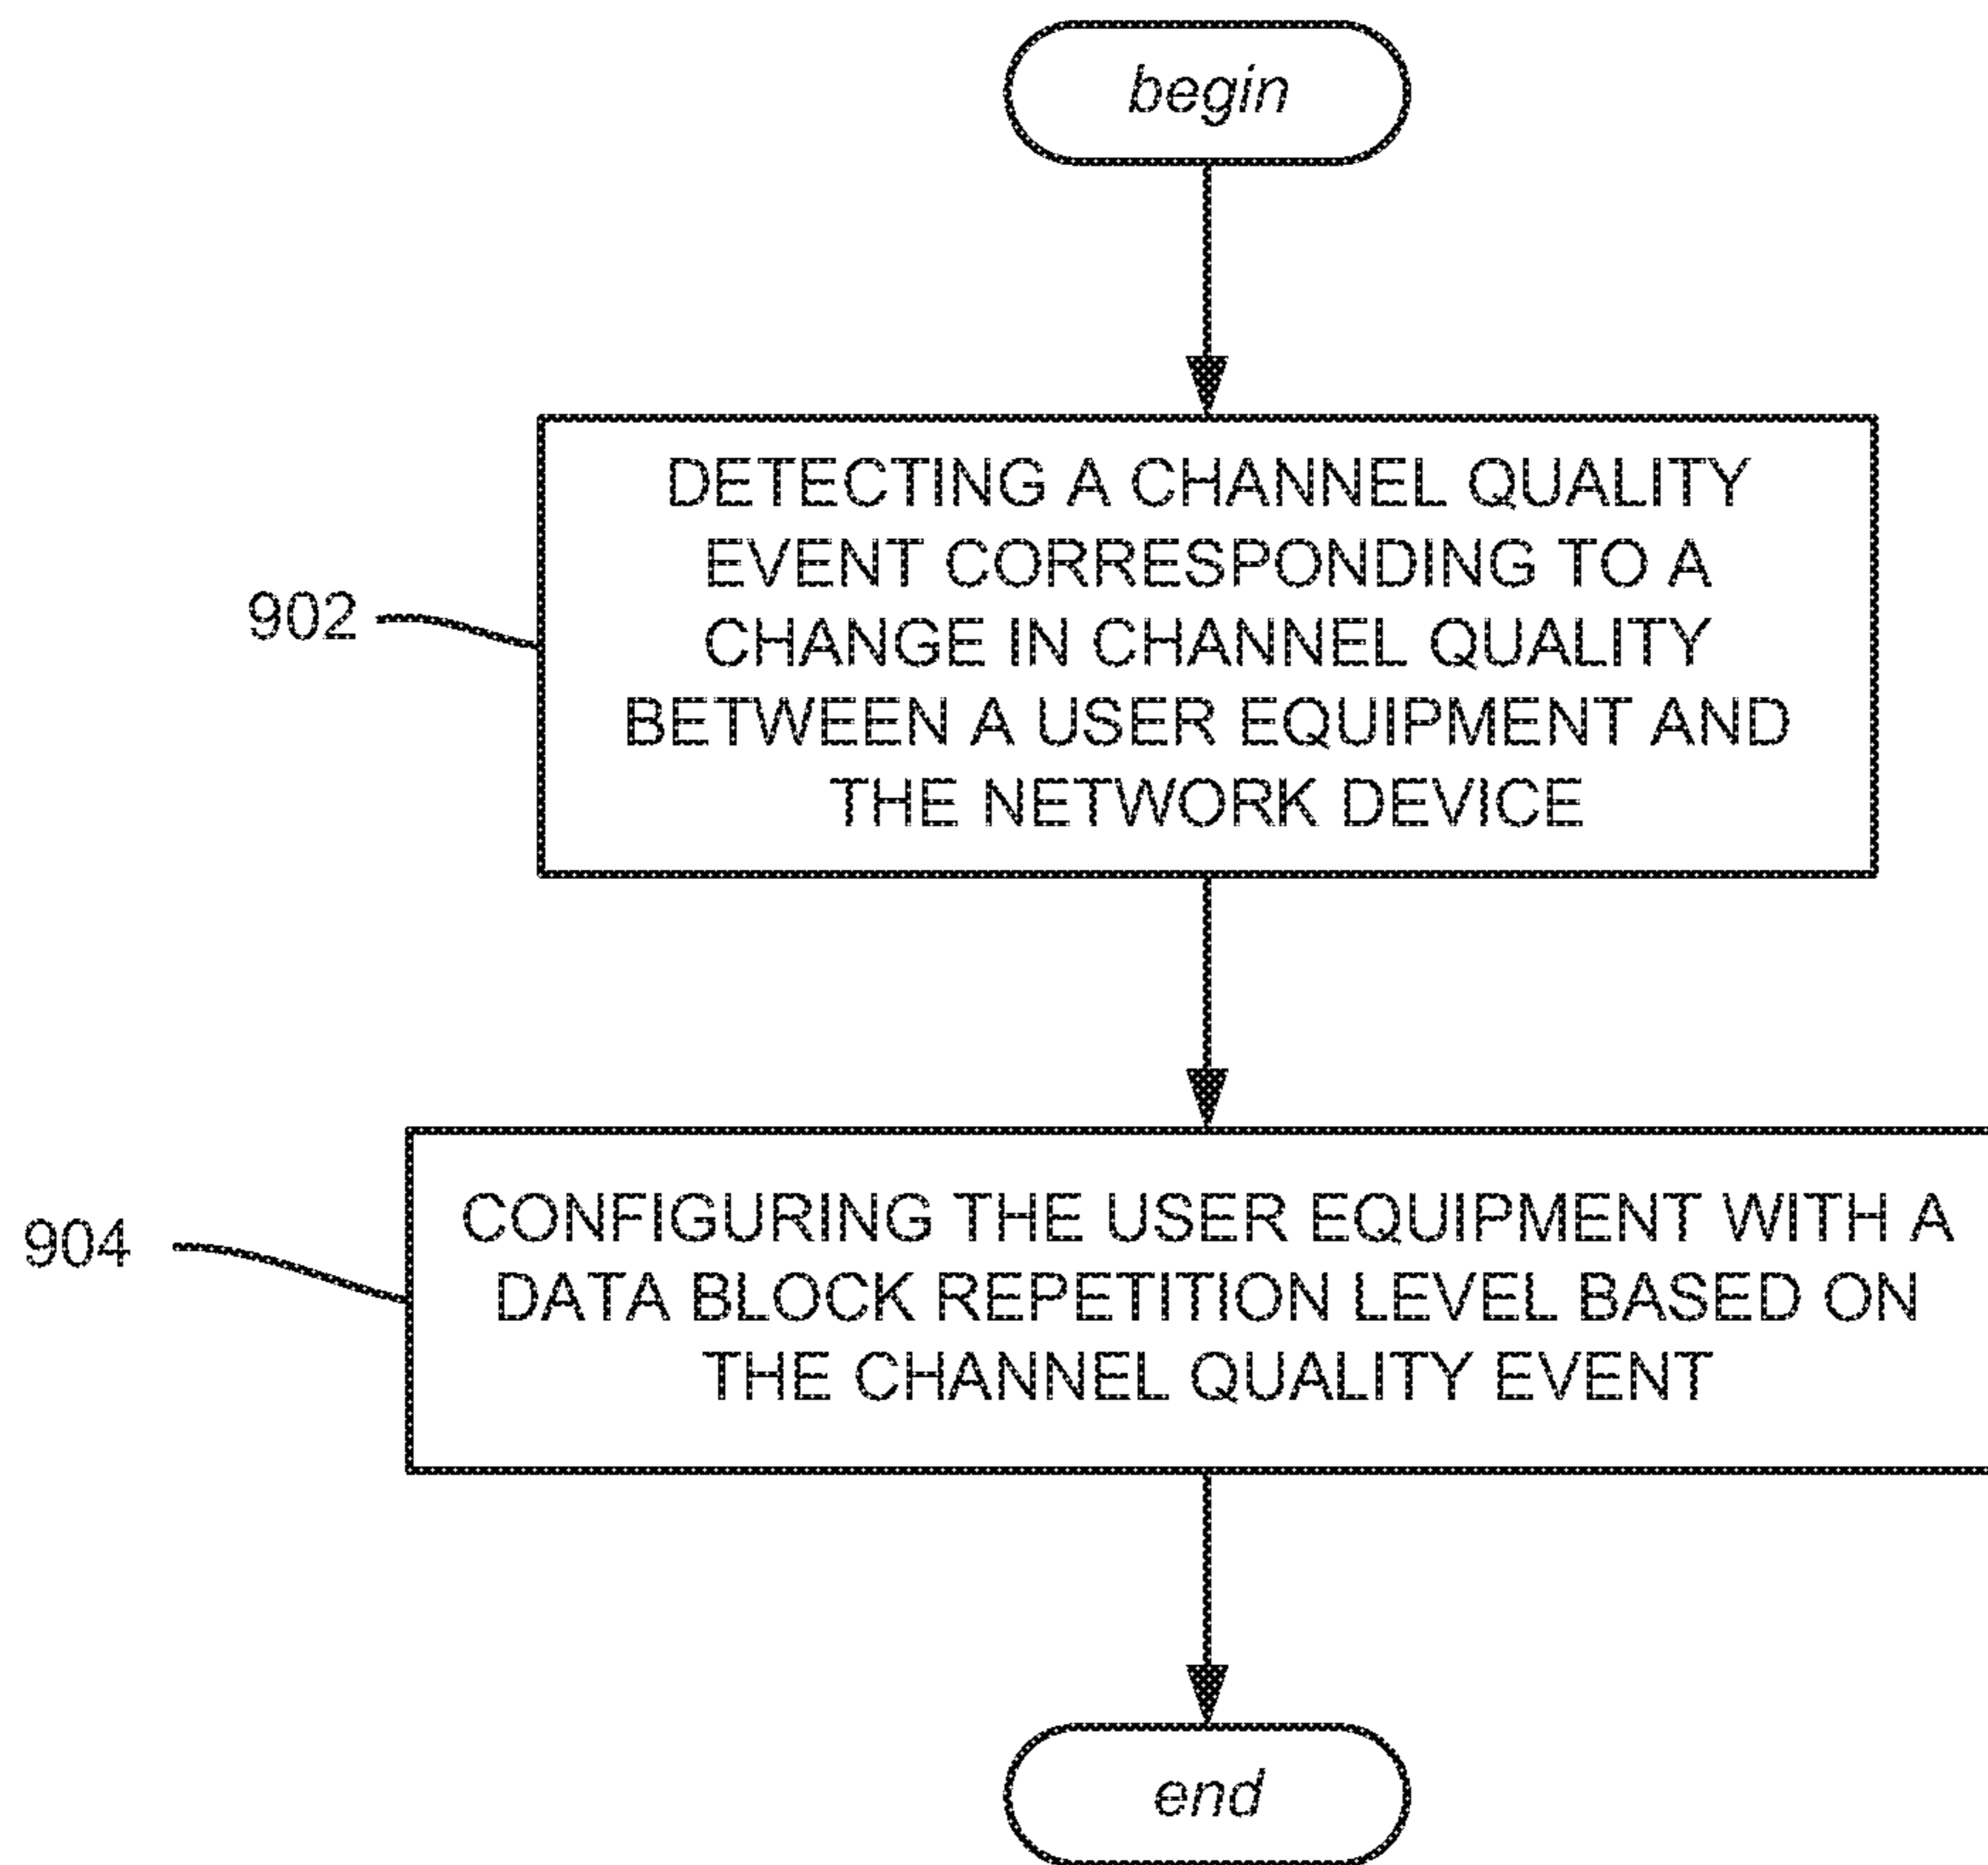 begin
DETECTING A CHANNEL QUALITY
EVENT CORRESPONDING TO A
CHANGE IN CHANNEL QUALITY
BETWEEN A USER EQUIPMENT AND
THE NETWORK DEVICE
902
CONFIGURING THE USER EQUIPMENT WITH A
DATA BLOCK REPETITION LEVEL BASED ON
THE CHANNEL QUALITY EVENT
904
end